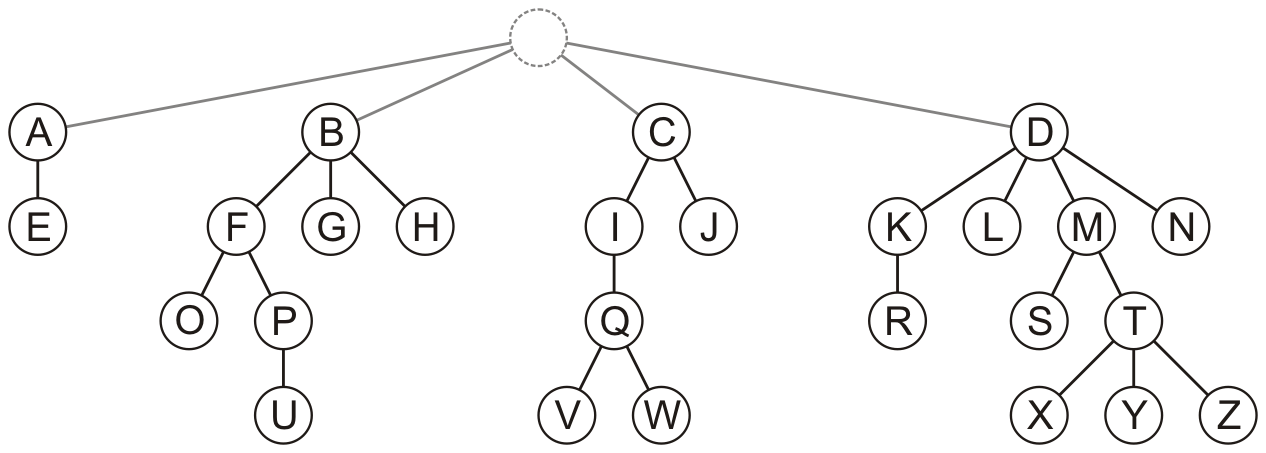 A B C D
E F G H I J K L M N
O P Q R S T
U V W X Y Z